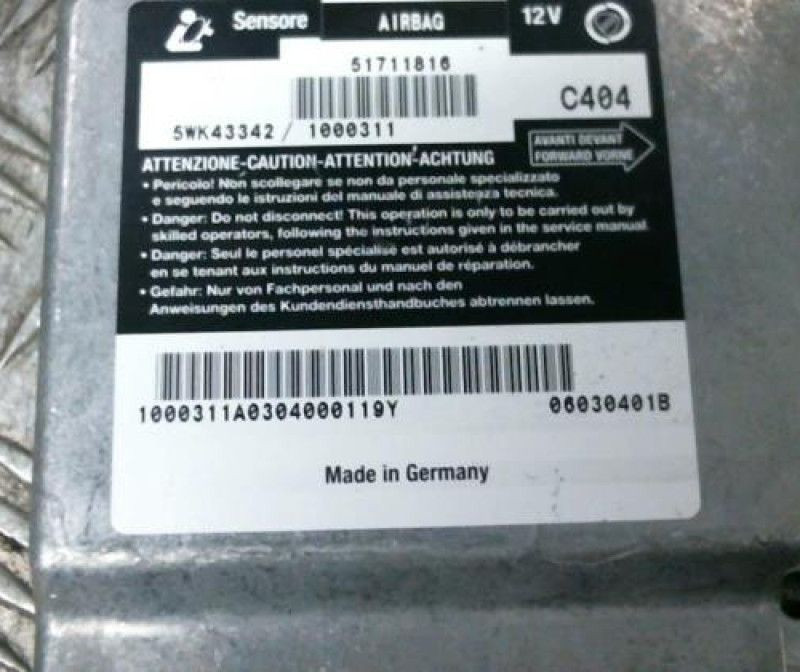 Sensore AIRBAG 12V
51711816
C404
5WK43342 / 1000311
AVANTI DEVANT
FORWARD VORNE
ATTENZIONE-CAUTION-ATTENTION-ACHTUNG
• Pericolo! Non scollegare se non da personale specializzato
e seguendo le istruzioni del manuale di assistenza tecnica.
• Danger: Do not disconnect! This operation is only to be carried out by
skilled operators, following the instructions given in the service manual
• Danger: Seul le personel spécialisé est autorisé à débrancher
en se tenant aux instructions du manuel de réparation.
• Gefahr: Nur von Fachpersonal und nach den
Anweisungen des Kundendiensthandbuches abtrennen lassen.
1000311A0304000119Y 06030401B
Made in Germany